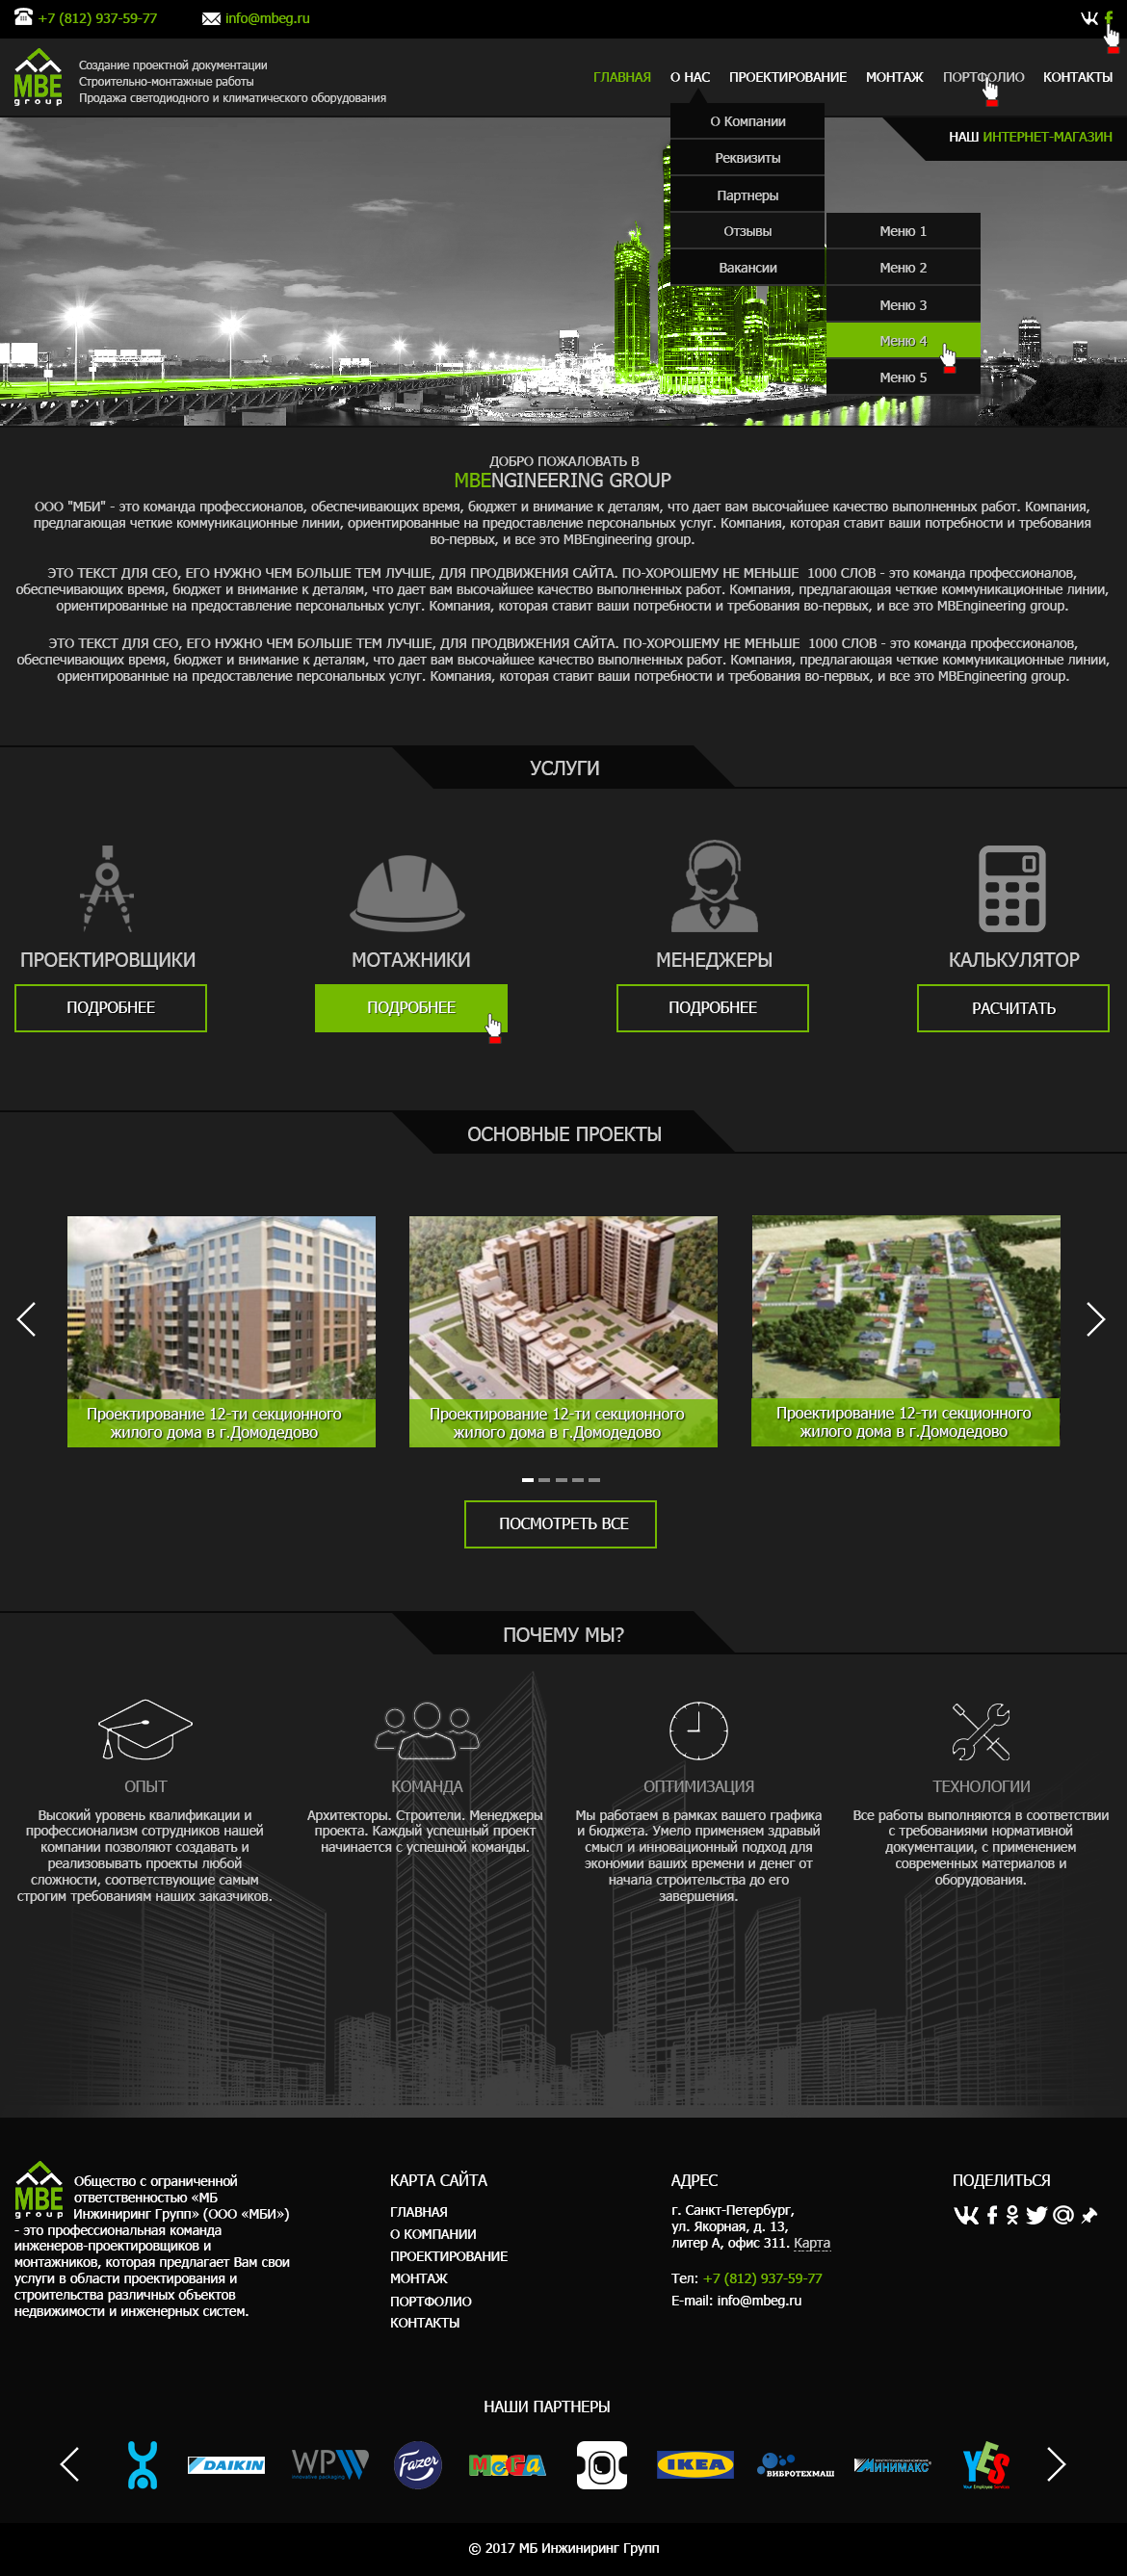 +7 (812) 937-59-77
info@mbeg.ru
MBE
group
Создание проектной документации
Строительно-монтажные работы
Продажа светодиодного и климатического оборудования
ГЛАВНАЯ О НАС ПРОЕКТИРОВАНИЕ МОНТАЖ ПОРТФОЛИО КОНТАКТЫ
НАШ ИНТЕРНЕТ-МАГАЗИН
О Компании
Реквизиты
Партнеры
Отзывы
Вакансии
Меню 1
Меню 2
Меню 3
Меню 4
Меню 5
ДОБРО ПОЖАЛОВАТЬ В
MBENGINEERING GROUP
ООО "МБИ" - это команда профессионалов, обеспечивающих время, бюджет и внимание к деталям, что дает вам высочайшее качество выполненных работ. Компания,
предлагающая четкие коммуникационные линии, ориентированные на предоставление персональных услуг. Компания, которая ставит ваши потребности и требования
во-первых, и все это MBEngineering group.
ЭТО ТЕКСТ ДЛЯ СЕО, ЕГО НУЖНО ЧЕМ БОЛЬШЕ ТЕМ ЛУЧШЕ, ДЛЯ ПРОДВИЖЕНИЯ САЙТА. ПО-ХОРОШЕМУ НЕ МЕНЬШЕ 1000 СЛОВ - это команда профессионалов,
обеспечивающих время, бюджет и внимание к деталям, что дает вам высочайшее качество выполненных работ. Компания, предлагающая четкие коммуникационные линии,
ориентированные на предоставление персональных услуг. Компания, которая ставит ваши потребности и требования во-первых, и все это MBEngineering group.
ЭТО ТЕКСТ ДЛЯ СЕО, ЕГО НУЖНО ЧЕМ БОЛЬШЕ ТЕМ ЛУЧШЕ, ДЛЯ ПРОДВИЖЕНИЯ САЙТА. ПО-ХОРОШЕМУ НЕ МЕНЬШЕ 1000 СЛОВ - это команда профессионалов,
обеспечивающих время, бюджет и внимание к деталям, что дает вам высочайшее качество выполненных работ. Компания, предлагающая четкие коммуникационные линии,
ориентированные на предоставление персональных услуг. Компания, которая ставит ваши потребности и требования во-первых, и все это MBEngineering group.
УСЛУГИ
ПРОЕКТИРОВЩИКИ
ПОДРОБНЕЕ
МОТАЖНИКИ
ПОДРОБНЕЕ
МЕНЕДЖЕРЫ
ПОДРОБНЕЕ
КАЛЬКУЛЯТОР
РАСЧИТАТЬ
ОСНОВНЫЕ ПРОЕКТЫ
Проектирование 12-ти секционного
жилого дома в г.Домодедово
Проектирование 12-ти секционного
жилого дома в г.Домодедово
Проектирование 12-ти секционного
жилого дома в г.Домодедово
ПОСМОТРЕТЬ ВСЕ
ПОЧЕМУ МЫ?
ОПЫТ
Высокий уровень квалификации и
профессионализм сотрудников нашей
компании позволяют создавать и
реализовывать проекты любой
сложности, соответствующие самым
строгим требованиям наших заказчиков.
КОМАНДА
Архитекторы. Строители. Менеджеры
проекта. Каждый успешный проект
начинается с успешной команды.
ОПТИМИЗАЦИЯ
Мы работаем в рамках вашего графика
и бюджета. Умело применяем здравый
смысл и инновационный подход для
экономии ваших времени и денег от
начала строительства до его
завершения.
ТЕХНОЛОГИИ
Все работы выполняются в соответствии
с требованиями нормативной
документации, с применением
современных материалов и
оборудования.
MBE
group
Общество с ограниченной
ответственностью «МБ
Инжиниринг Групп» (ООО «МБИ»)
- это профессиональная команда
инженеров-проектировщиков и
монтажников, которая предлагает Вам свои
услуги в области проектирования и
строительства различных объектов
недвижимости и инженерных систем.
КАРТА САЙТА
ГЛАВНАЯ
О КОМПАНИИ
ПРОЕКТИРОВАНИЕ
МОНТАЖ
ПОРТФОЛИО
КОНТАКТЫ
АДРЕС
г. Санкт-Петербург,
ул. Якорная, д. 13,
литер А, офис 311. Карта
Тел: +7 (812) 937-59-77
E-mail: info@mbeg.ru
ПОДЕЛИТЬСЯ
НАШИ ПАРТНЕРЫ
DAIKIN
WPW
innovative packaging
Fazer
MEGA
IKEA
ВИБРОТЕХМАШ
МИНИМАКС
YES
Your Employee Services
© 2017 МБ Инжиниринг Групп